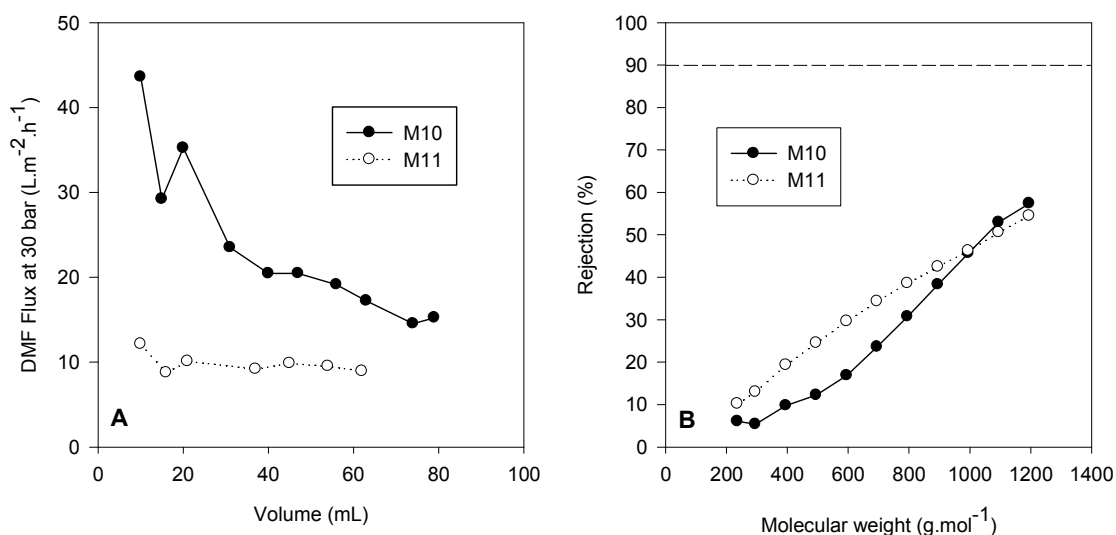 50
40
30
20
10
0
DMF Flux at 30 bar (L.m⁻².h⁻¹)
M10
M11
A
0 20 40 60 80 100
Volume (mL)
100
90
80
70
60
50
40
30
20
10
0
Rejection (%)
M10
M11
B
0 200 400 600 800 1000 1200 1400
Molecular weight (g.mol⁻¹)